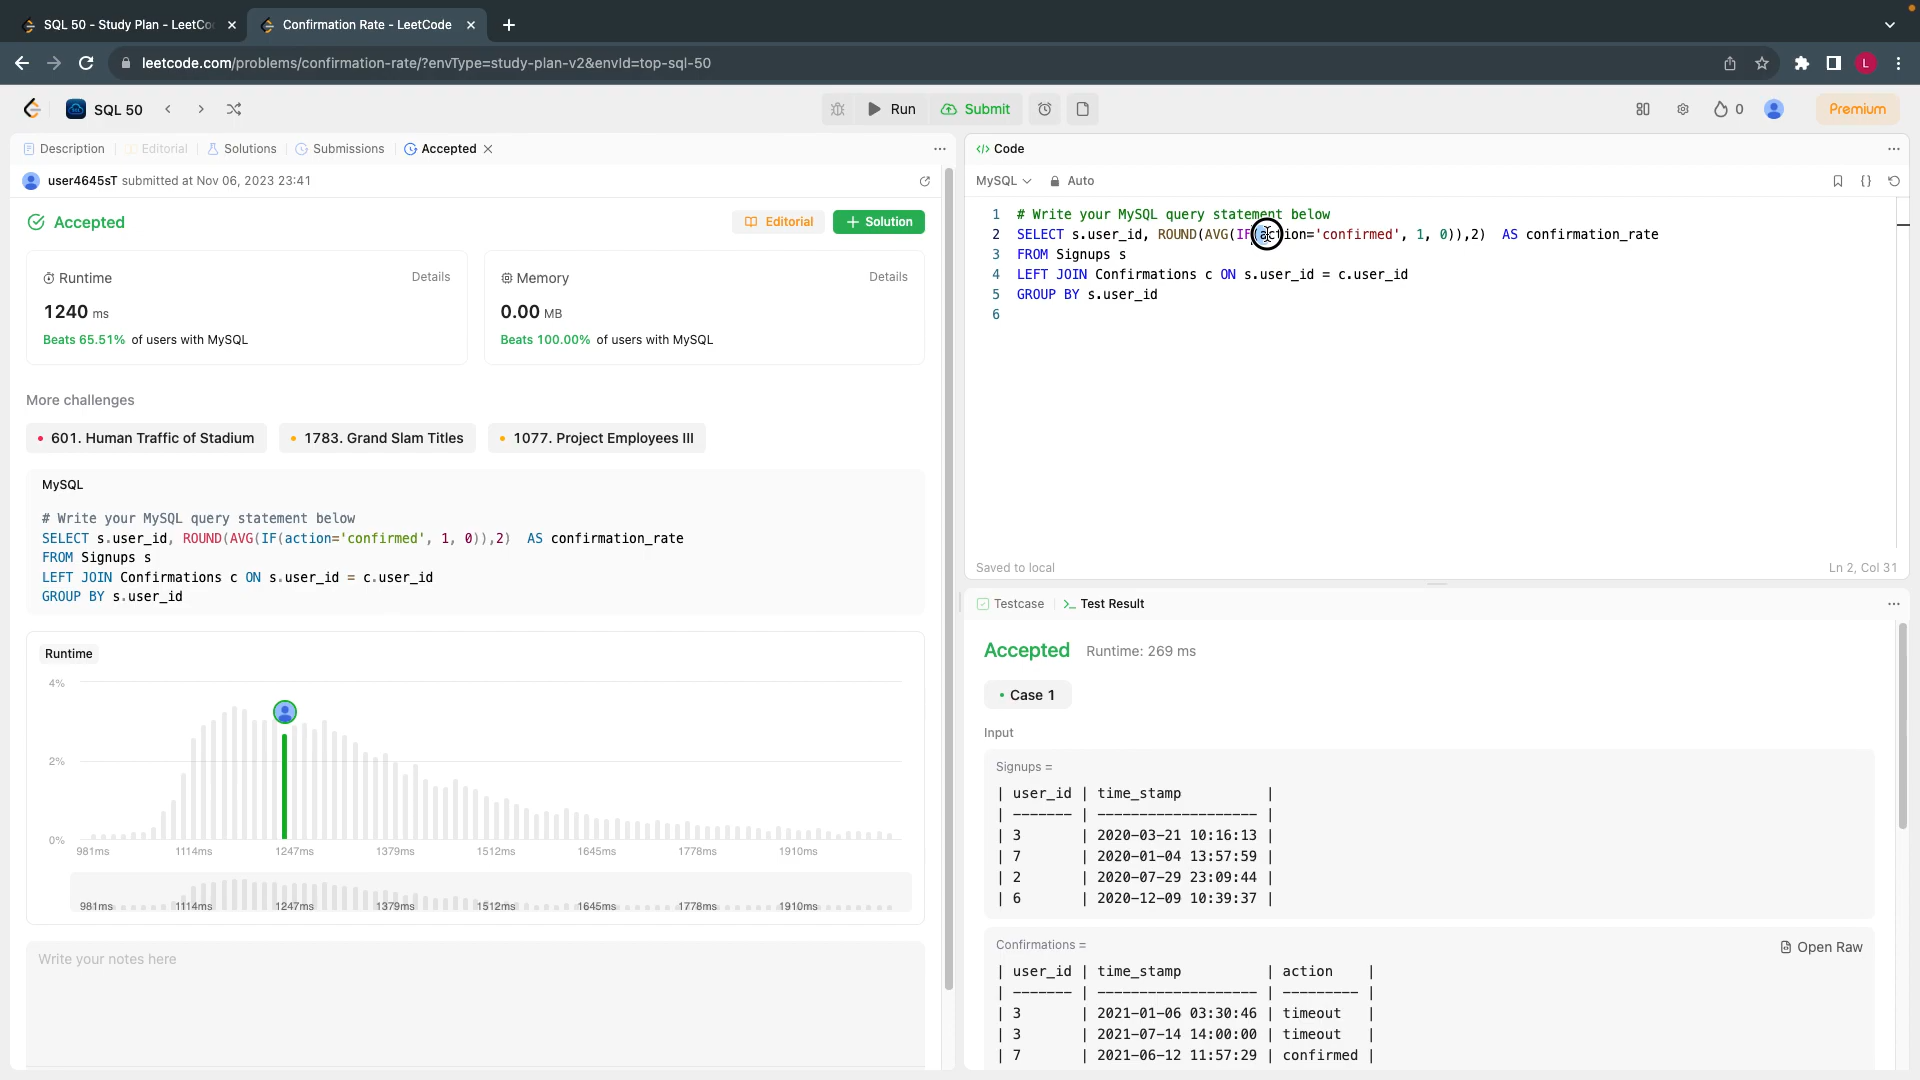 SQL 50 - Study Plan - LeetCo
Confirmation Rate - LeetCode
leetcode.com/problems/confirmation-rate/?envType=study-plan-v2&envId=top-sql-50
L
SQL 50
Run
Submit
0
Premium
Description
Editorial
Solutions
Submissions
Accepted
user4645sT submitted at Nov 06, 2023 23:41
Accepted
Editorial
Solution
Runtime
Details
1240 ms
Beats 65.51% of users with MySQL
Memory
Details
0.00 MB
Beats 100.00% of users with MySQL
More challenges
601. Human Traffic of Stadium
1783. Grand Slam Titles
1077. Project Employees III
MySQL
# Write your MySQL query statement below
SELECT s.user_id, ROUND(AVG(IF(action='confirmed', 1, 0)),2)  AS confirmation_rate
FROM Signups s
LEFT JOIN Confirmations c ON s.user_id = c.user_id
GROUP BY s.user_id
Runtime
4%
2%
0%
981ms 1114ms 1247ms 1379ms 1512ms 1645ms 1778ms 1910ms
981ms 1114ms 1247ms 1379ms 1512ms 1645ms 1778ms 1910ms
Write your notes here
</> Code
MySQL
Auto
1 # Write your MySQL query statement below
2 SELECT s.user_id, ROUND(AVG(IF(action='confirmed', 1, 0)),2)  AS confirmation_rate
3 FROM Signups s
4 LEFT JOIN Confirmations c ON s.user_id = c.user_id
5 GROUP BY s.user_id
6
Saved to local
Ln 2, Col 31
Testcase
Test Result
Accepted
Runtime: 269 ms
Case 1
Input
Signups =
| user_id | time_stamp          |
| ------- | ------------------- |
| 3       | 2020-03-21 10:16:13 |
| 7       | 2020-01-04 13:57:59 |
| 2       | 2020-07-29 23:09:44 |
| 6       | 2020-12-09 10:39:37 |
Confirmations =
Open Raw
| user_id | time_stamp          | action    |
| ------- | ------------------- | --------- |
| 3       | 2021-01-06 03:30:46 | timeout   |
| 3       | 2021-07-14 14:00:00 | timeout   |
| 7       | 2021-06-12 11:57:29 | confirmed |